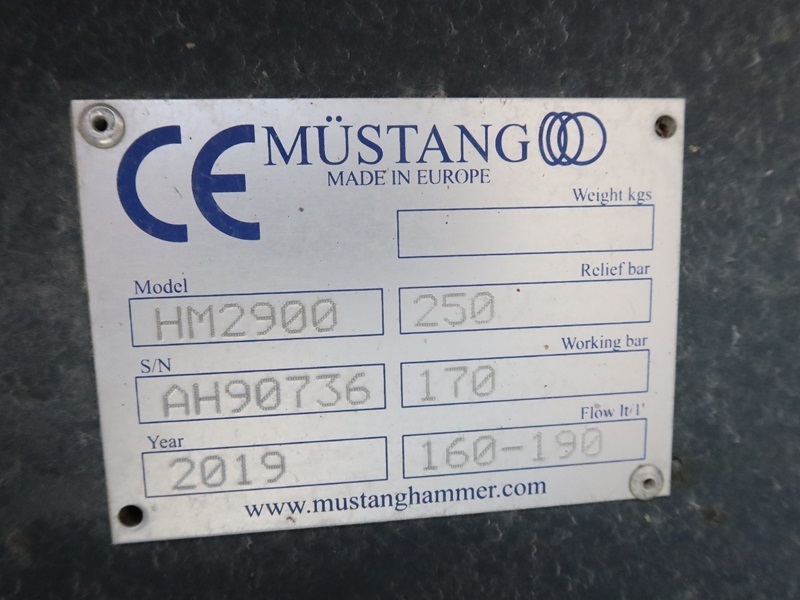 CE MÜSTANG
MADE IN EUROPE
Weight kgs
Model
HM2900
Relief bar
250
S/N
AH90736
Working bar
170
Year
2019
Flow lt/1'
160-190
www.mustanghammer.com